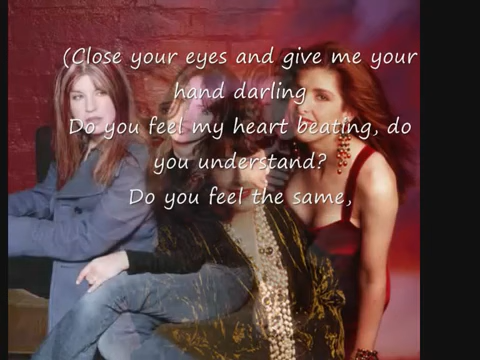 (Close your eyes and give me your
hand darling
Do you feel my heart beating, do
you understand?
Do you feel the same,